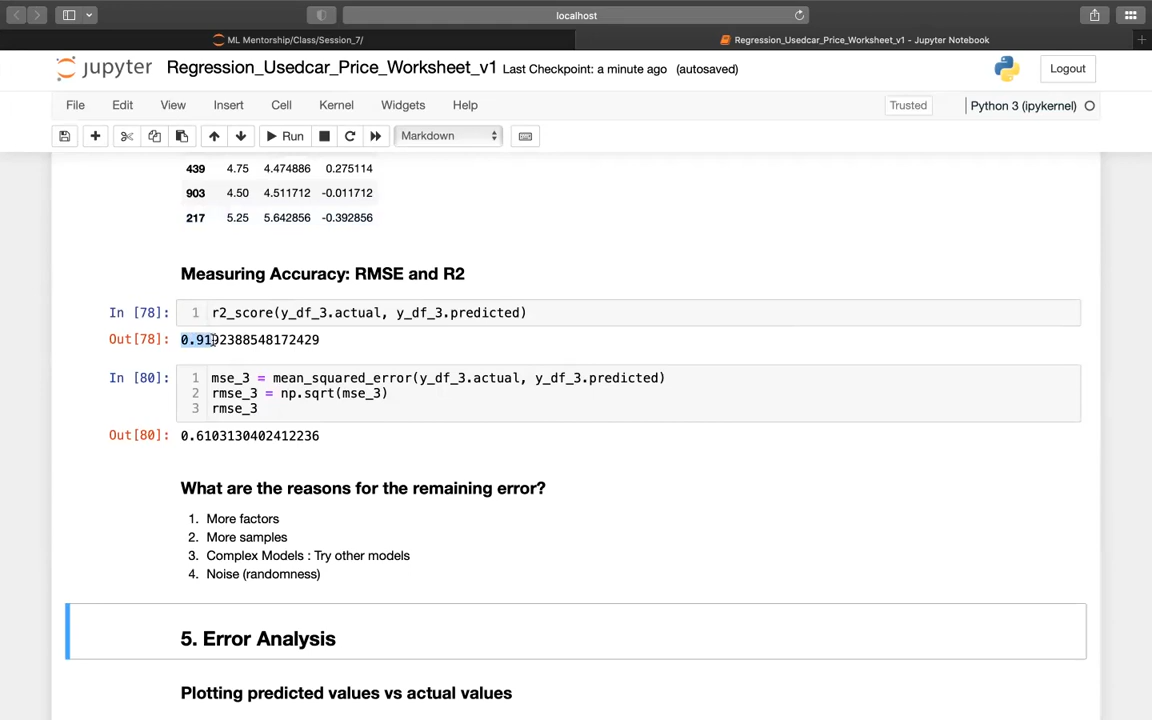 localhost
ML Mentorship/Class/Session_7/
Regression_Usedcar_Price_Worksheet_v1 - Jupyter Notebook
jupyter Regression_Usedcar_Price_Worksheet_v1 Last Checkpoint: a minute ago (autosaved)
Logout
File Edit View Insert Cell Kernel Widgets Help
Trusted
Python 3 (ipykernel)
Run
Markdown
439 4.75 4.474886 0.275114
903 4.50 4.511712 -0.011712
217 5.25 5.642856 -0.392856
Measuring Accuracy: RMSE and R2
In [78]: 1 r2_score(y_df_3.actual, y_df_3.predicted)
Out[78]:
In [80]: 1 mse_3 = mean_squared_error(y_df_3.actual, y_df_3.predicted)
2 rmse_3 = np.sqrt(mse_3)
3 rmse_3
Out[80]: 0.6103130402412236
What are the reasons for the remaining error?
1. More factors
2. More samples
3. Complex Models : Try other models
4. Noise (randomness)
5. Error Analysis
Plotting predicted values vs actual values